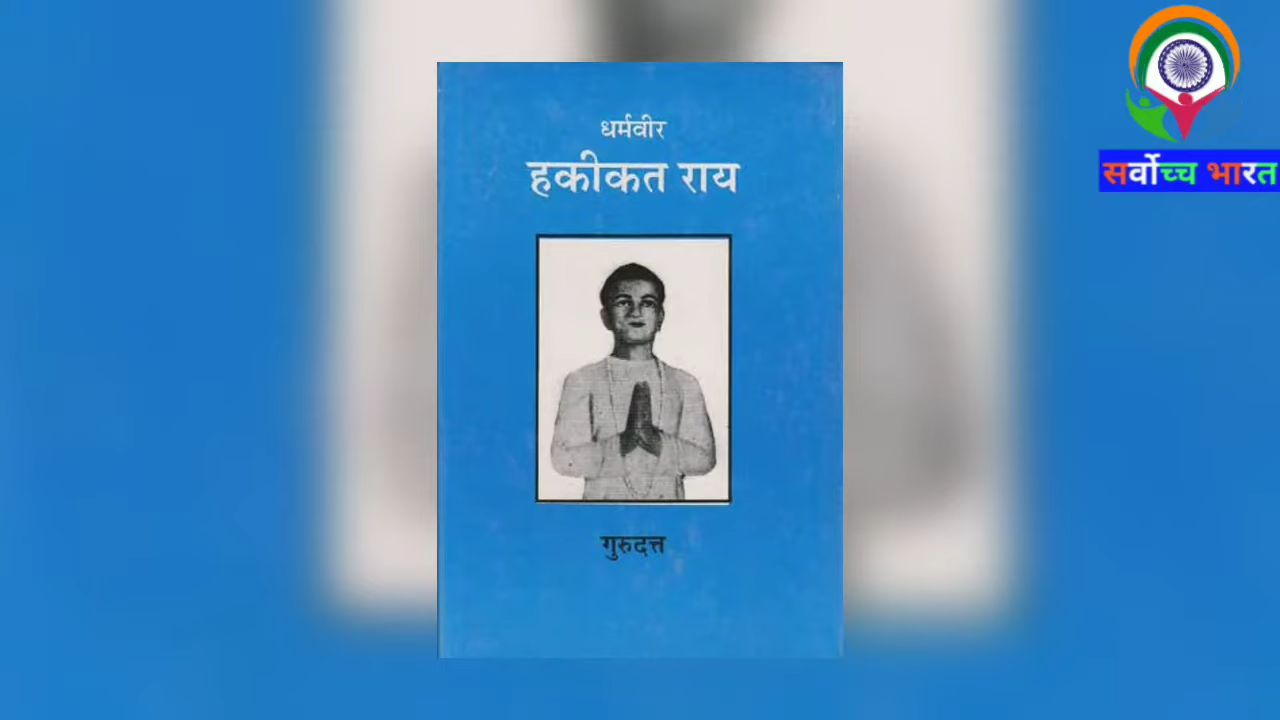 धर्मवीर
हकीकत राय
गुरुदत्त
सर्वोच्च भारत